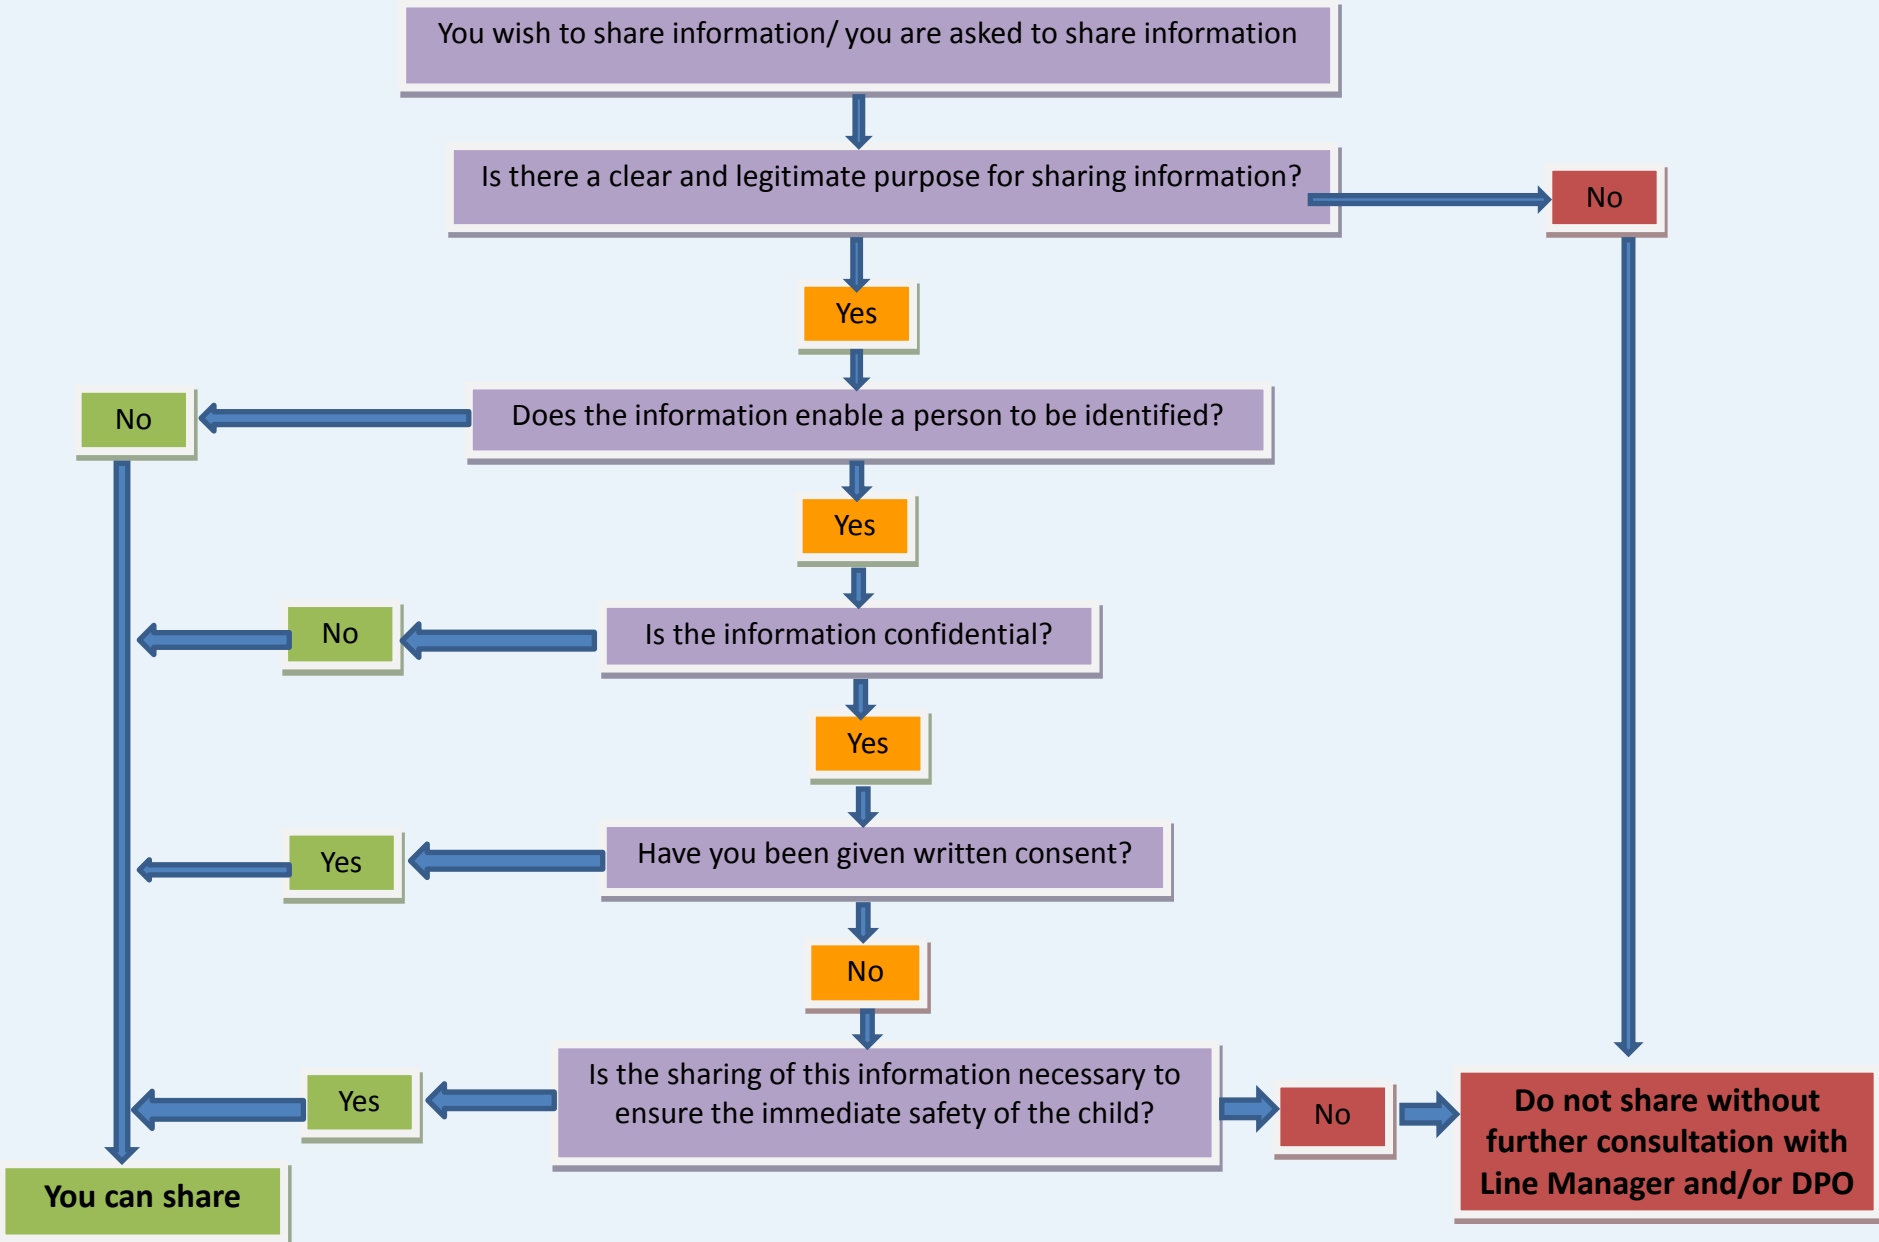 You wish to share information/ you are asked to share information
Is there a clear and legitimate purpose for sharing information?
No
Yes
Does the information enable a person to be identified?
No
Yes
Is the information confidential?
No
Yes
Have you been given written consent?
Yes
No
Is the sharing of this information necessary to
ensure the immediate safety of the child?
Yes
No
Do not share without
further consultation with
Line Manager and/or DPO
You can share